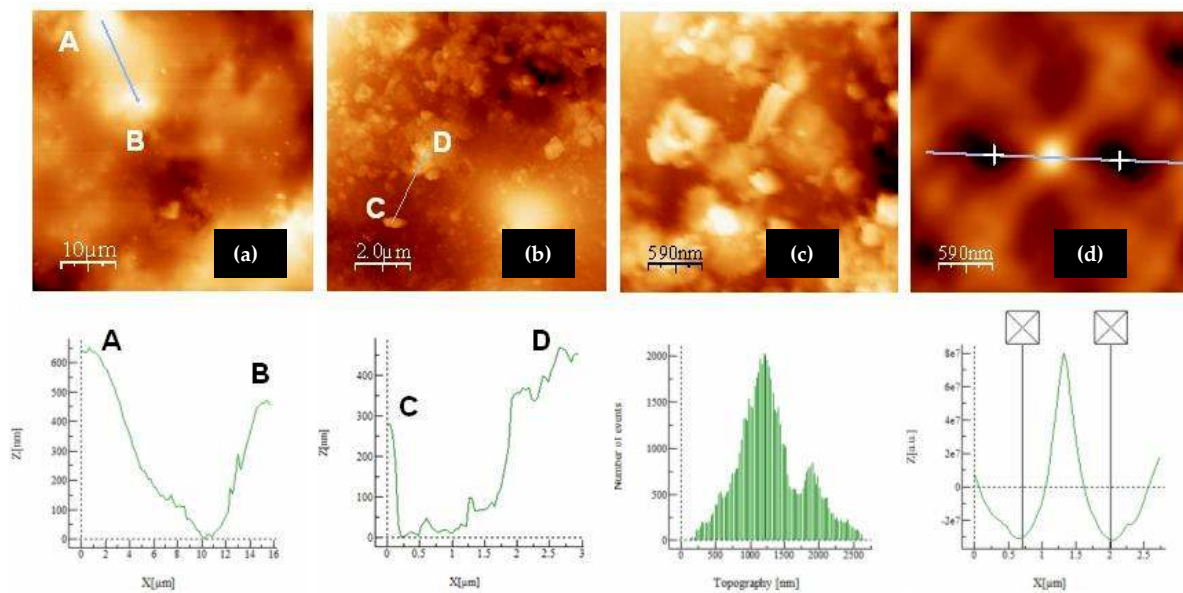 A
B
10µm
(a)
D
C
2.0µm
(b)
590nm
(c)
590nm
(d)
A
B
Z[nm]
600
500
400
300
200
100
0
0 2 4 6 8 10 12 14 16
X[µm]
D
C
Z[nm]
400
300
200
100
0
0 0.5 1 1.5 2 2.5 3
X[µm]
Number of events
2000
1500
1000
500
0
0 500 1000 1500 2000 2500
Topography [nm]
Z[a.u.]
8e7
6e7
4e7
2e7
0
-2e7
0 0.5 1 1.5 2 2.5
X[µm]